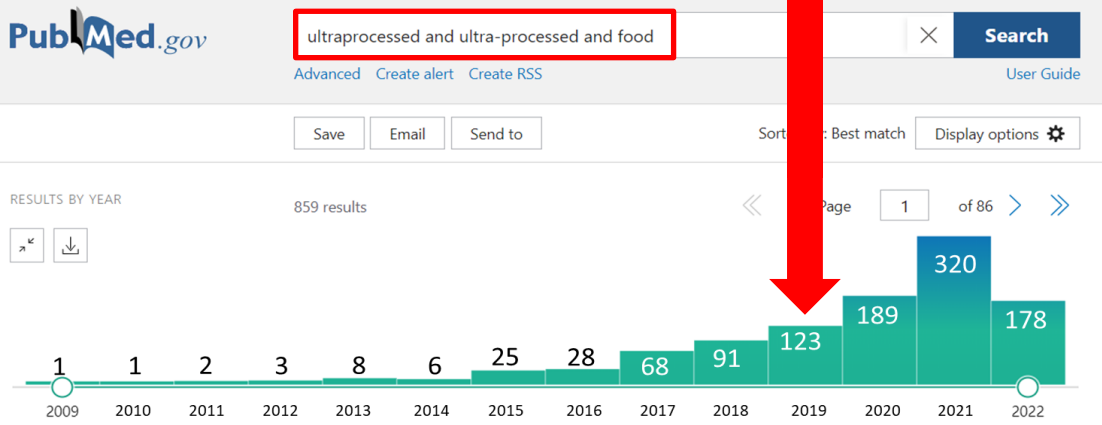 PubMed.gov
ultraprocessed and ultra-processed and food
Search
Advanced Create alert Create RSS
User Guide
Save Email Send to
Sort : Best match Display options
RESULTS BY YEAR
859 results
Page 1 of 86
1 1 2 3 8 6 25 28 68 91 123 189 320 178
2009 2010 2011 2012 2013 2014 2015 2016 2017 2018 2019 2020 2021 2022